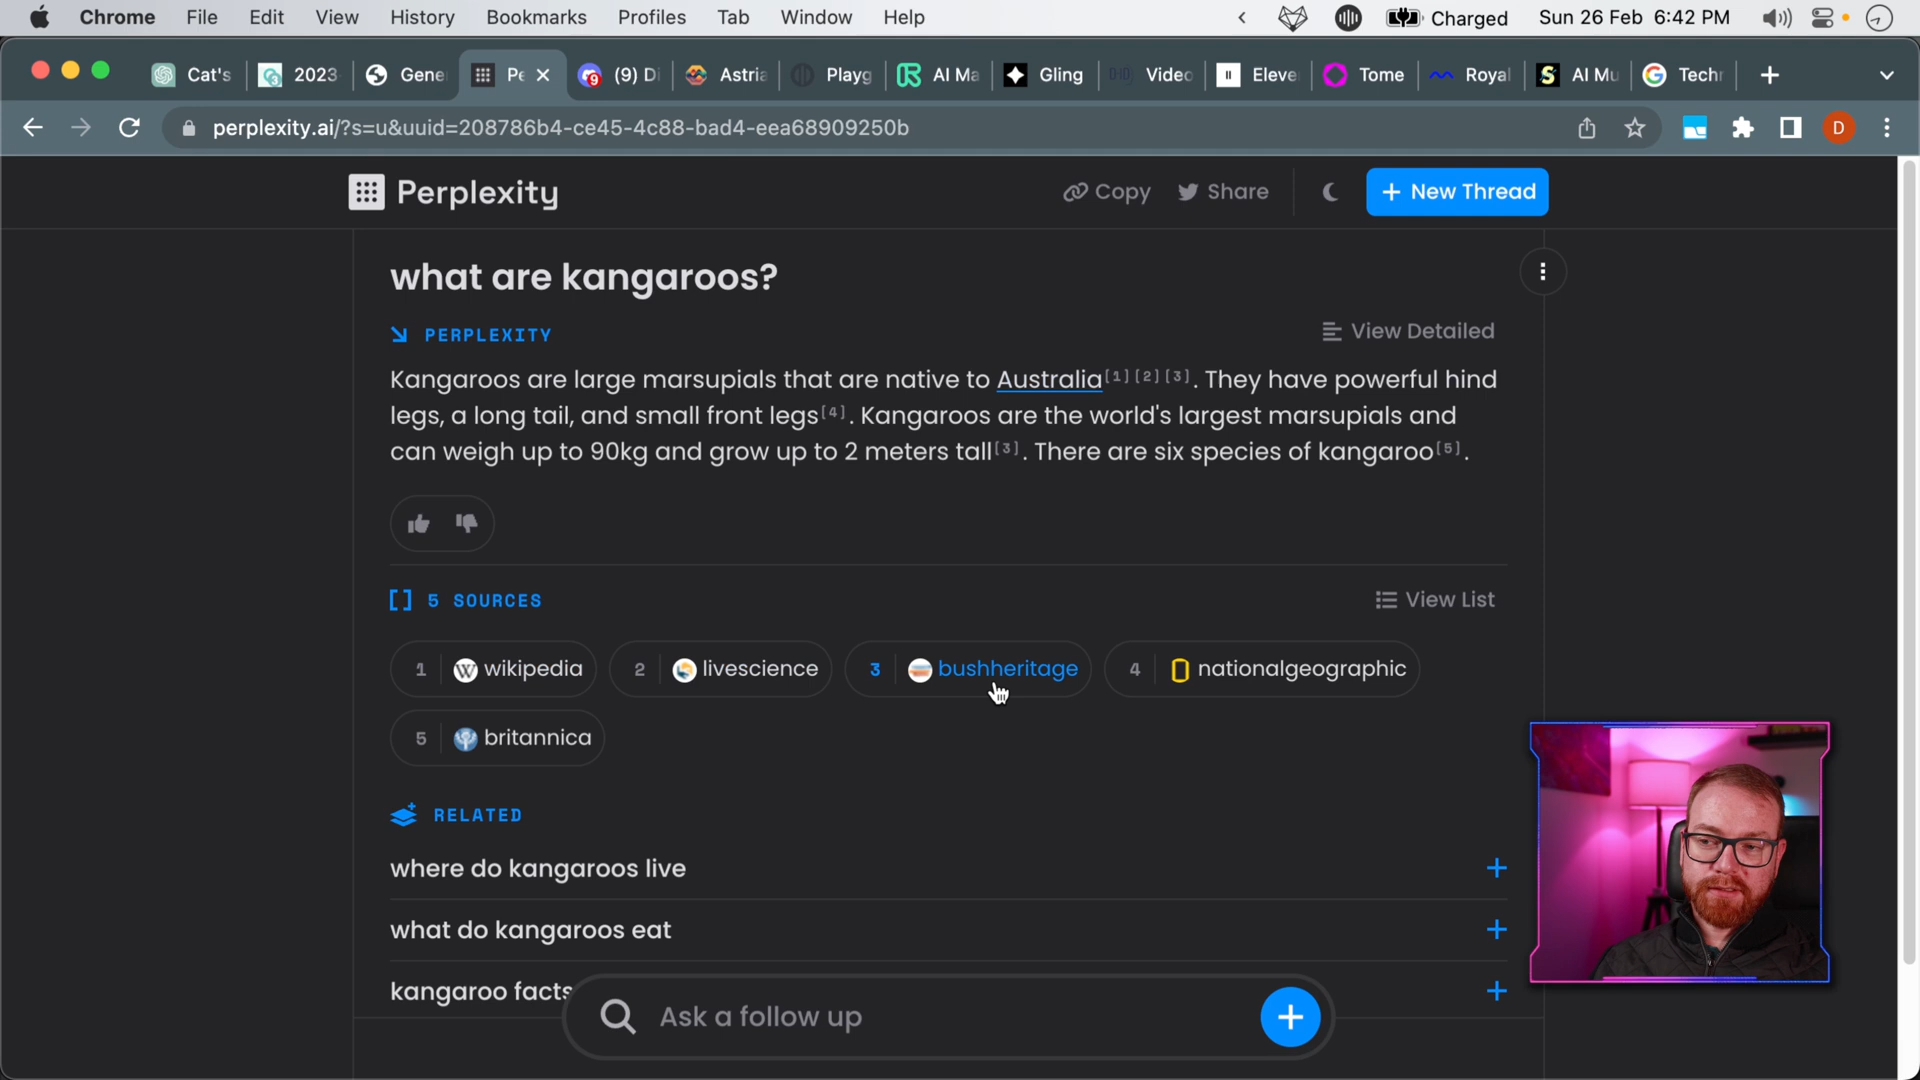 Chrome File Edit View History Bookmarks Profiles Tab Window Help Charged Sun 26 Feb 6:42 PM
Cat's 2023 Gene Pe (9) Di Astria Playg AI Ma Gling Video Eleve Tome Royal AI Mu Techr
perplexity.ai/?s=u&uuid=208786b4-ce45-4c88-bad4-eea68909250b D
Perplexity Copy Share New Thread
what are kangaroos?
PERPLEXITY View Detailed
Kangaroos are large marsupials that are native to Australia[1][2][3]. They have powerful hind
legs, a long tail, and small front legs[4]. Kangaroos are the world's largest marsupials and
can weigh up to 90kg and grow up to 2 meters tall[3]. There are six species of kangaroo[5].
5 SOURCES View List
1 wikipedia 2 livescience 3 bushheritage 4 nationalgeographic
5 britannica
RELATED
where do kangaroos live
what do kangaroos eat
kangaroo facts
Ask a follow up